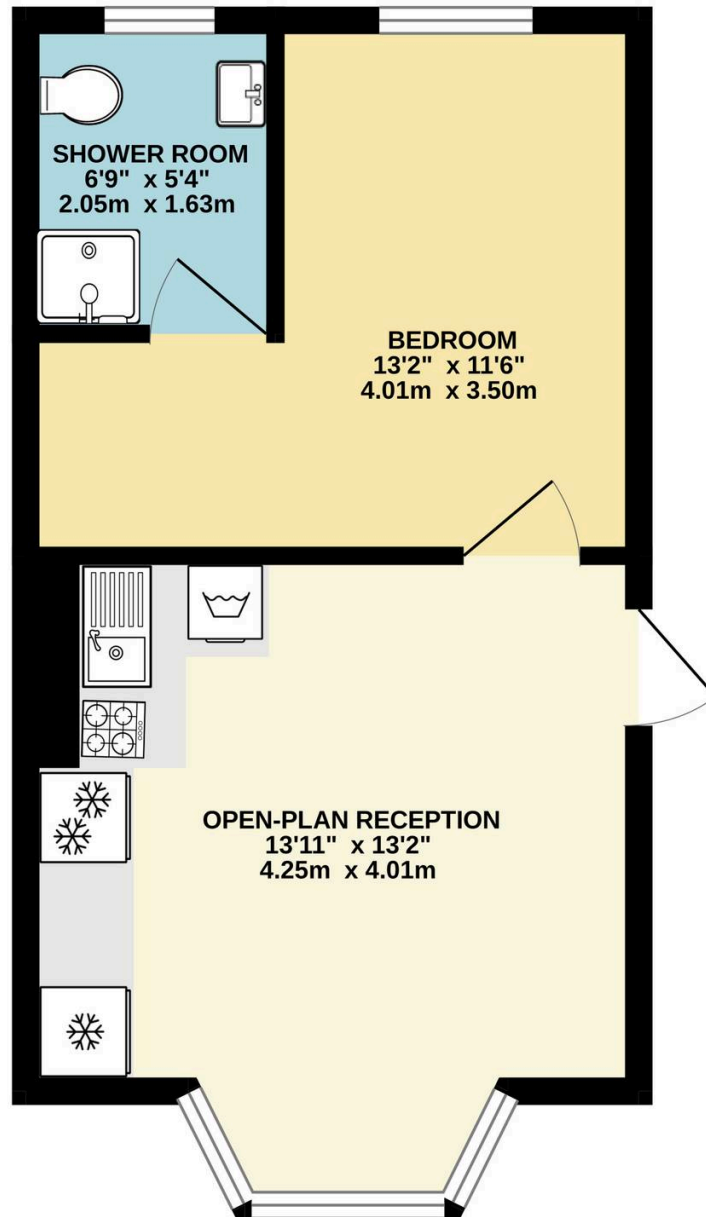 SHOWER ROOM
6'9" x 5'4"
2.05m x 1.63m
BEDROOM
13'2" x 11'6"
4.01m x 3.50m
OPEN-PLAN RECEPTION
13'11" x 13'2"
4.25m x 4.01m